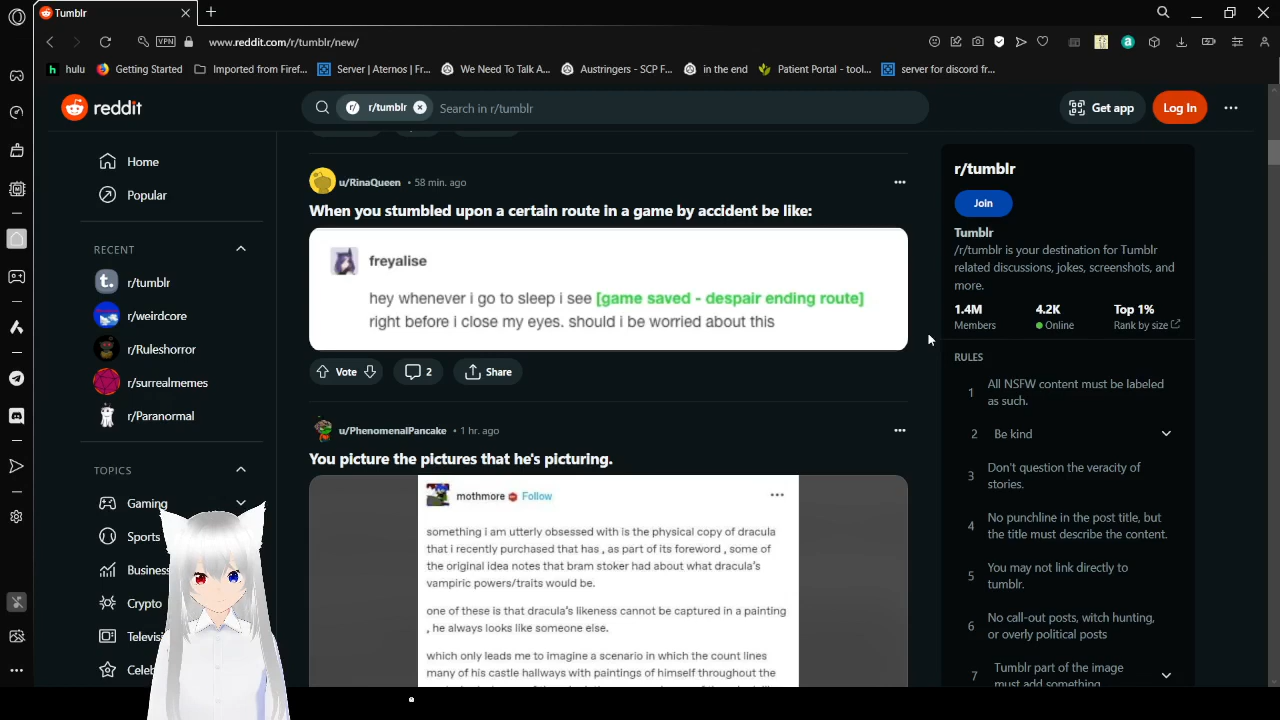 Tumblr
VPN
www.reddit.com/r/tumblr/new/
hulu
Getting Started
Imported from Firef...
Server | Aternos | Fr...
We Need To Talk A...
Austringers - SCP F...
in the end
Patient Portal - tool...
server for discord fr...
reddit
r/ r/tumblr
Search in r/tumblr
Get app
Log In
Home
Popular
RECENT
r/tumblr
r/weirdcore
r/Ruleshorror
r/surrealmemes
r/Paranormal
TOPICS
Gaming
Sports
Business
Crypto
Televisi
Celeb
u/RinaQueen • 58 min. ago
When you stumbled upon a certain route in a game by accident be like:
freyalise
hey whenever i go to sleep i see [game saved - despair ending route]
right before i close my eyes. should i be worried about this
Vote
2
Share
u/PhenomenalPancake • 1 hr. ago
You picture the pictures that he's picturing.
mothmore Follow
something i am utterly obsessed with is the physical copy of dracula
that i recently purchased that has , as part of its foreword , some of
the original idea notes that bram stoker had about what dracula's
vampiric powers/traits would be.
one of these is that dracula's likeness cannot be captured in a painting
, he always looks like someone else.
which only leads me to imagine a scenario in which the count lines
many of his castle hallways with paintings of himself throughout the
r/tumblr
Join
Tumblr
/r/tumblr is your destination for Tumblr
related discussions, jokes, screenshots, and
more.
1.4M
Members
4.2K
Online
Top 1%
Rank by size
RULES
1 All NSFW content must be labeled
as such.
2 Be kind
3 Don't question the veracity of
stories.
4 No punchline in the post title, but
the title must describe the content.
5 You may not link directly to
tumblr.
6 No call-out posts, witch hunting,
or overly political posts
7 Tumblr part of the image
must add something